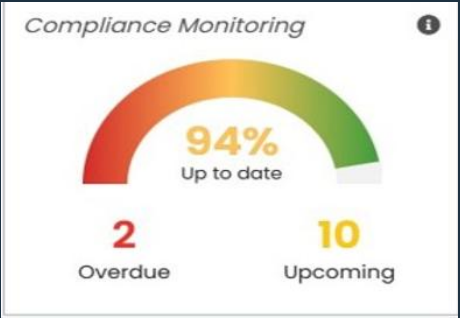 Compliance Monitoring
94%
Up to date
2
10
Overdue
Upcoming